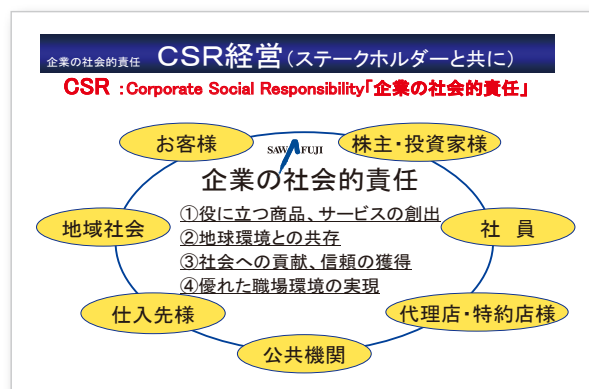 企業の社会的責任 CSR経営(ステークホルダーと共に)
CSR :Corporate Social Responsibility「企業の社会的責任」
お客様
株主・投資家様
SAWAFUJI
企業の社会的責任
①役に立つ商品、サービスの創出
地域社会
社 員
②地球環境との共存
③社会への貢献、信頼の獲得
④優れた職場環境の実現
仕入先様
代理店・特約店様
公共機関